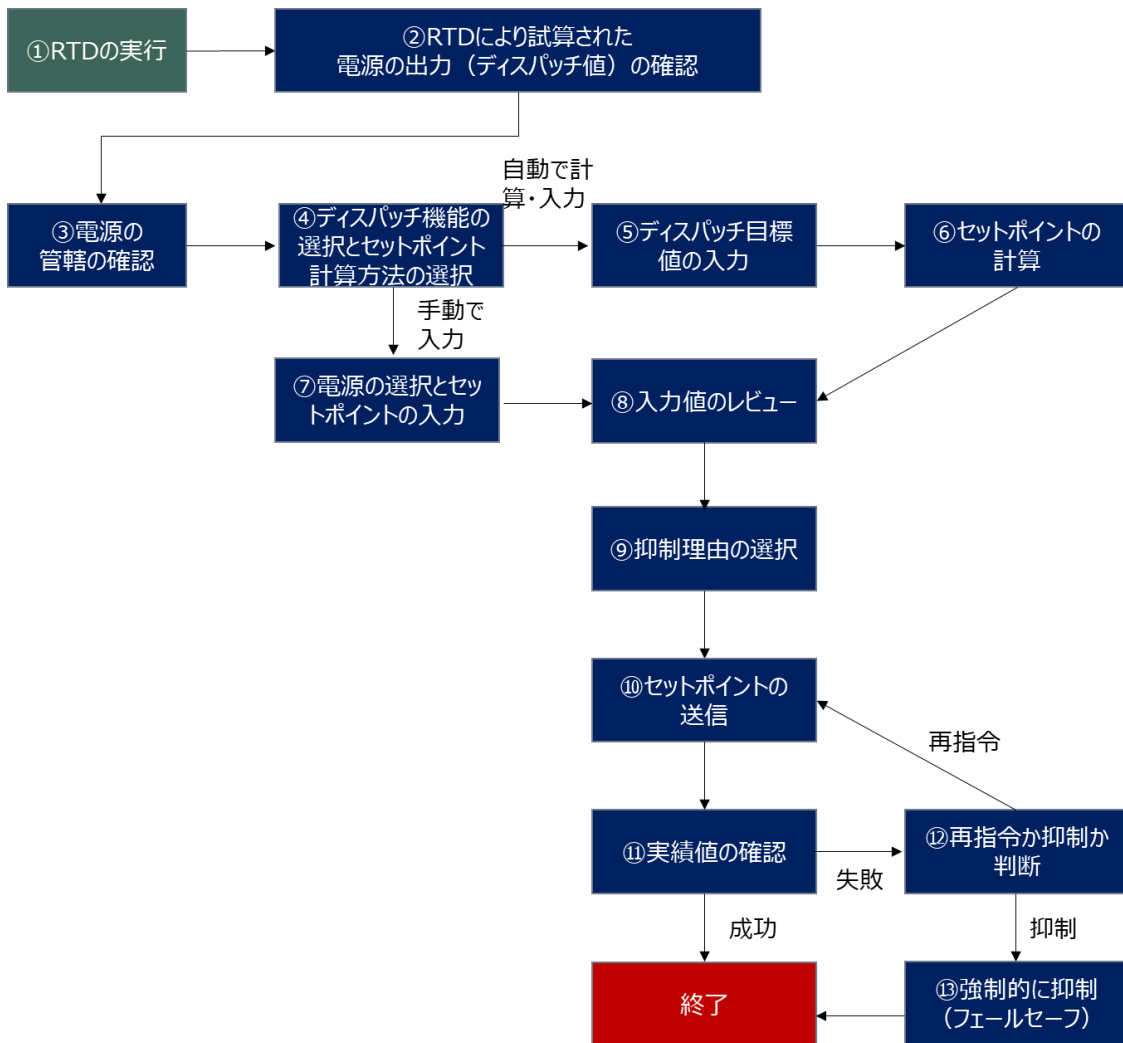 ①RTDの実行
②RTDにより試算された
電源の出力（ディスパッチ値）の確認
自動で計
算・入力
③電源の
管轄の確認
④ディスパッチ機能の
選択とセットポイント
計算方法の選択
⑤ディスパッチ目標
値の入力
⑥セットポイントの
計算
手動で
入力
⑦電源の選択とセッ
トポイントの入力
⑧入力値のレビュー
⑨抑制理由の選択
⑩セットポイントの
送信
再指令
⑪実績値の確認
失敗
⑫再指令か抑制か
判断
成功
抑制
終了
⑬強制的に抑制
（フェールセーフ）